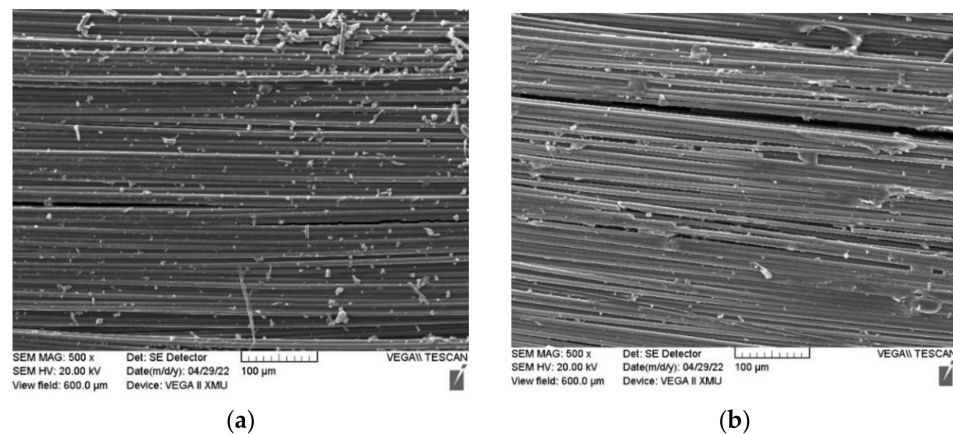 SEM MAG: 500 x Det: SE Detector VEGA\\ TESCAN
SEM HV: 20.00 kV Date(m/d/y): 04/29/22 100 µm
View field: 600.0 µm Device: VEGA II XMU
(a)
SEM MAG: 500 x Det: SE Detector VEGA\\ TESCAN
SEM HV: 20.00 kV Date(m/d/y): 04/29/22 100 µm
View field: 600.0 µm Device: VEGA II XMU
(b)